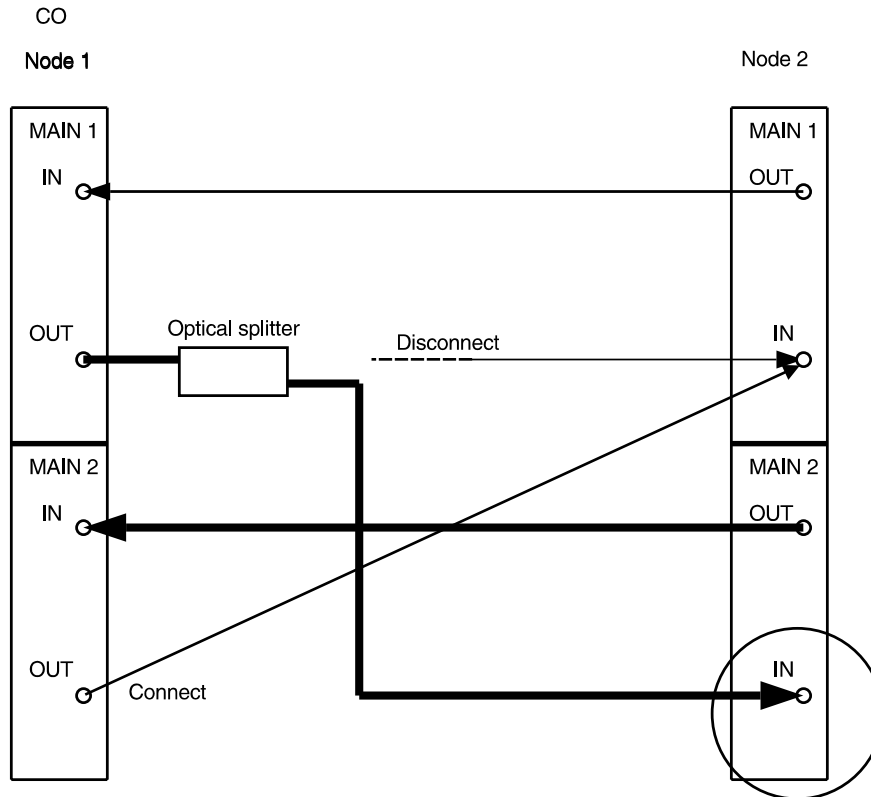 CO
Node 1
Node 2
MAIN 1
MAIN 1
IN
OUT
OUT
Optical splitter
Disconnect
IN
MAIN 2
MAIN 2
IN
OUT
OUT
Connect
IN